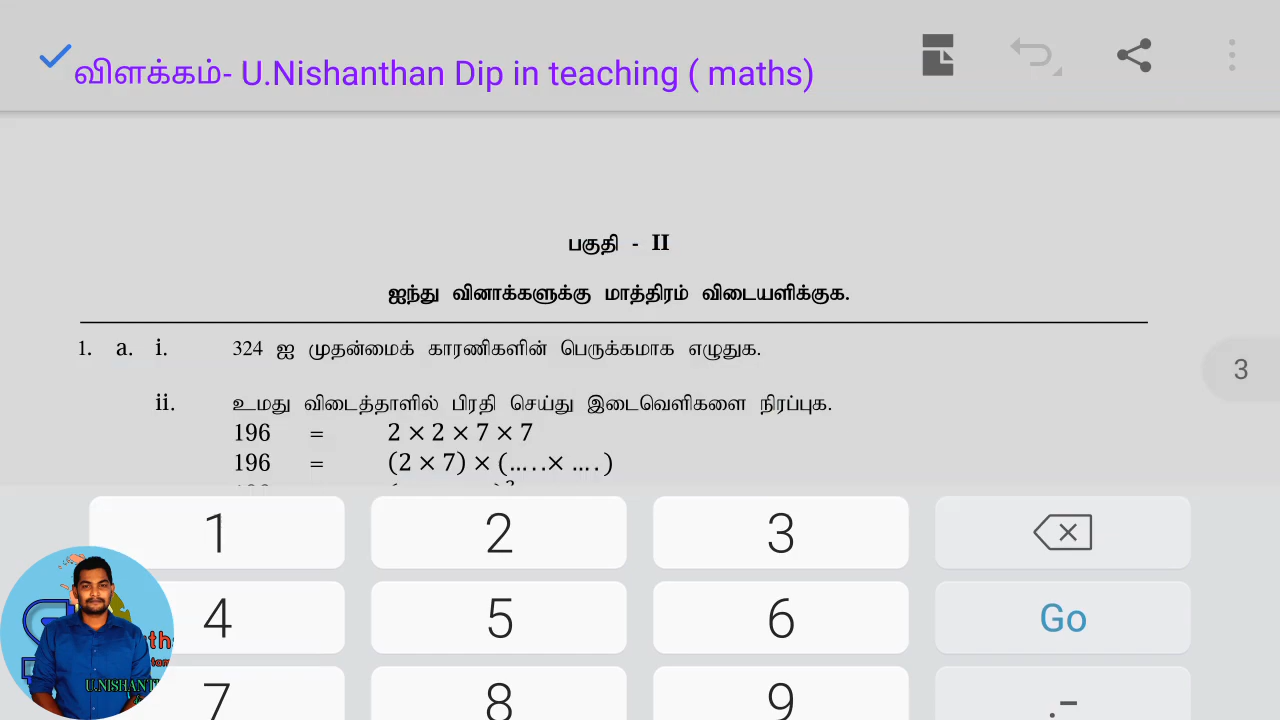 விளக்கம்- U.Nishanthan Dip in teaching ( maths)
பகுதி - II
ஐந்து வினாக்களுக்கு மாத்திரம் விடையளிக்குக.
1. a. i. 324 ஐ முதன்மைக் காரணிகளின் பெருக்கமாக எழுதுக.
3
ii. உமது விடைத்தாளில் பிரதி செய்து இடைவெளிகளை நிரப்புக.
196 = 2 × 2 × 7 × 7
196 = (2 × 7) × (.....× ....)
1 2 3
4 5 6 Go
7 8 9 .-